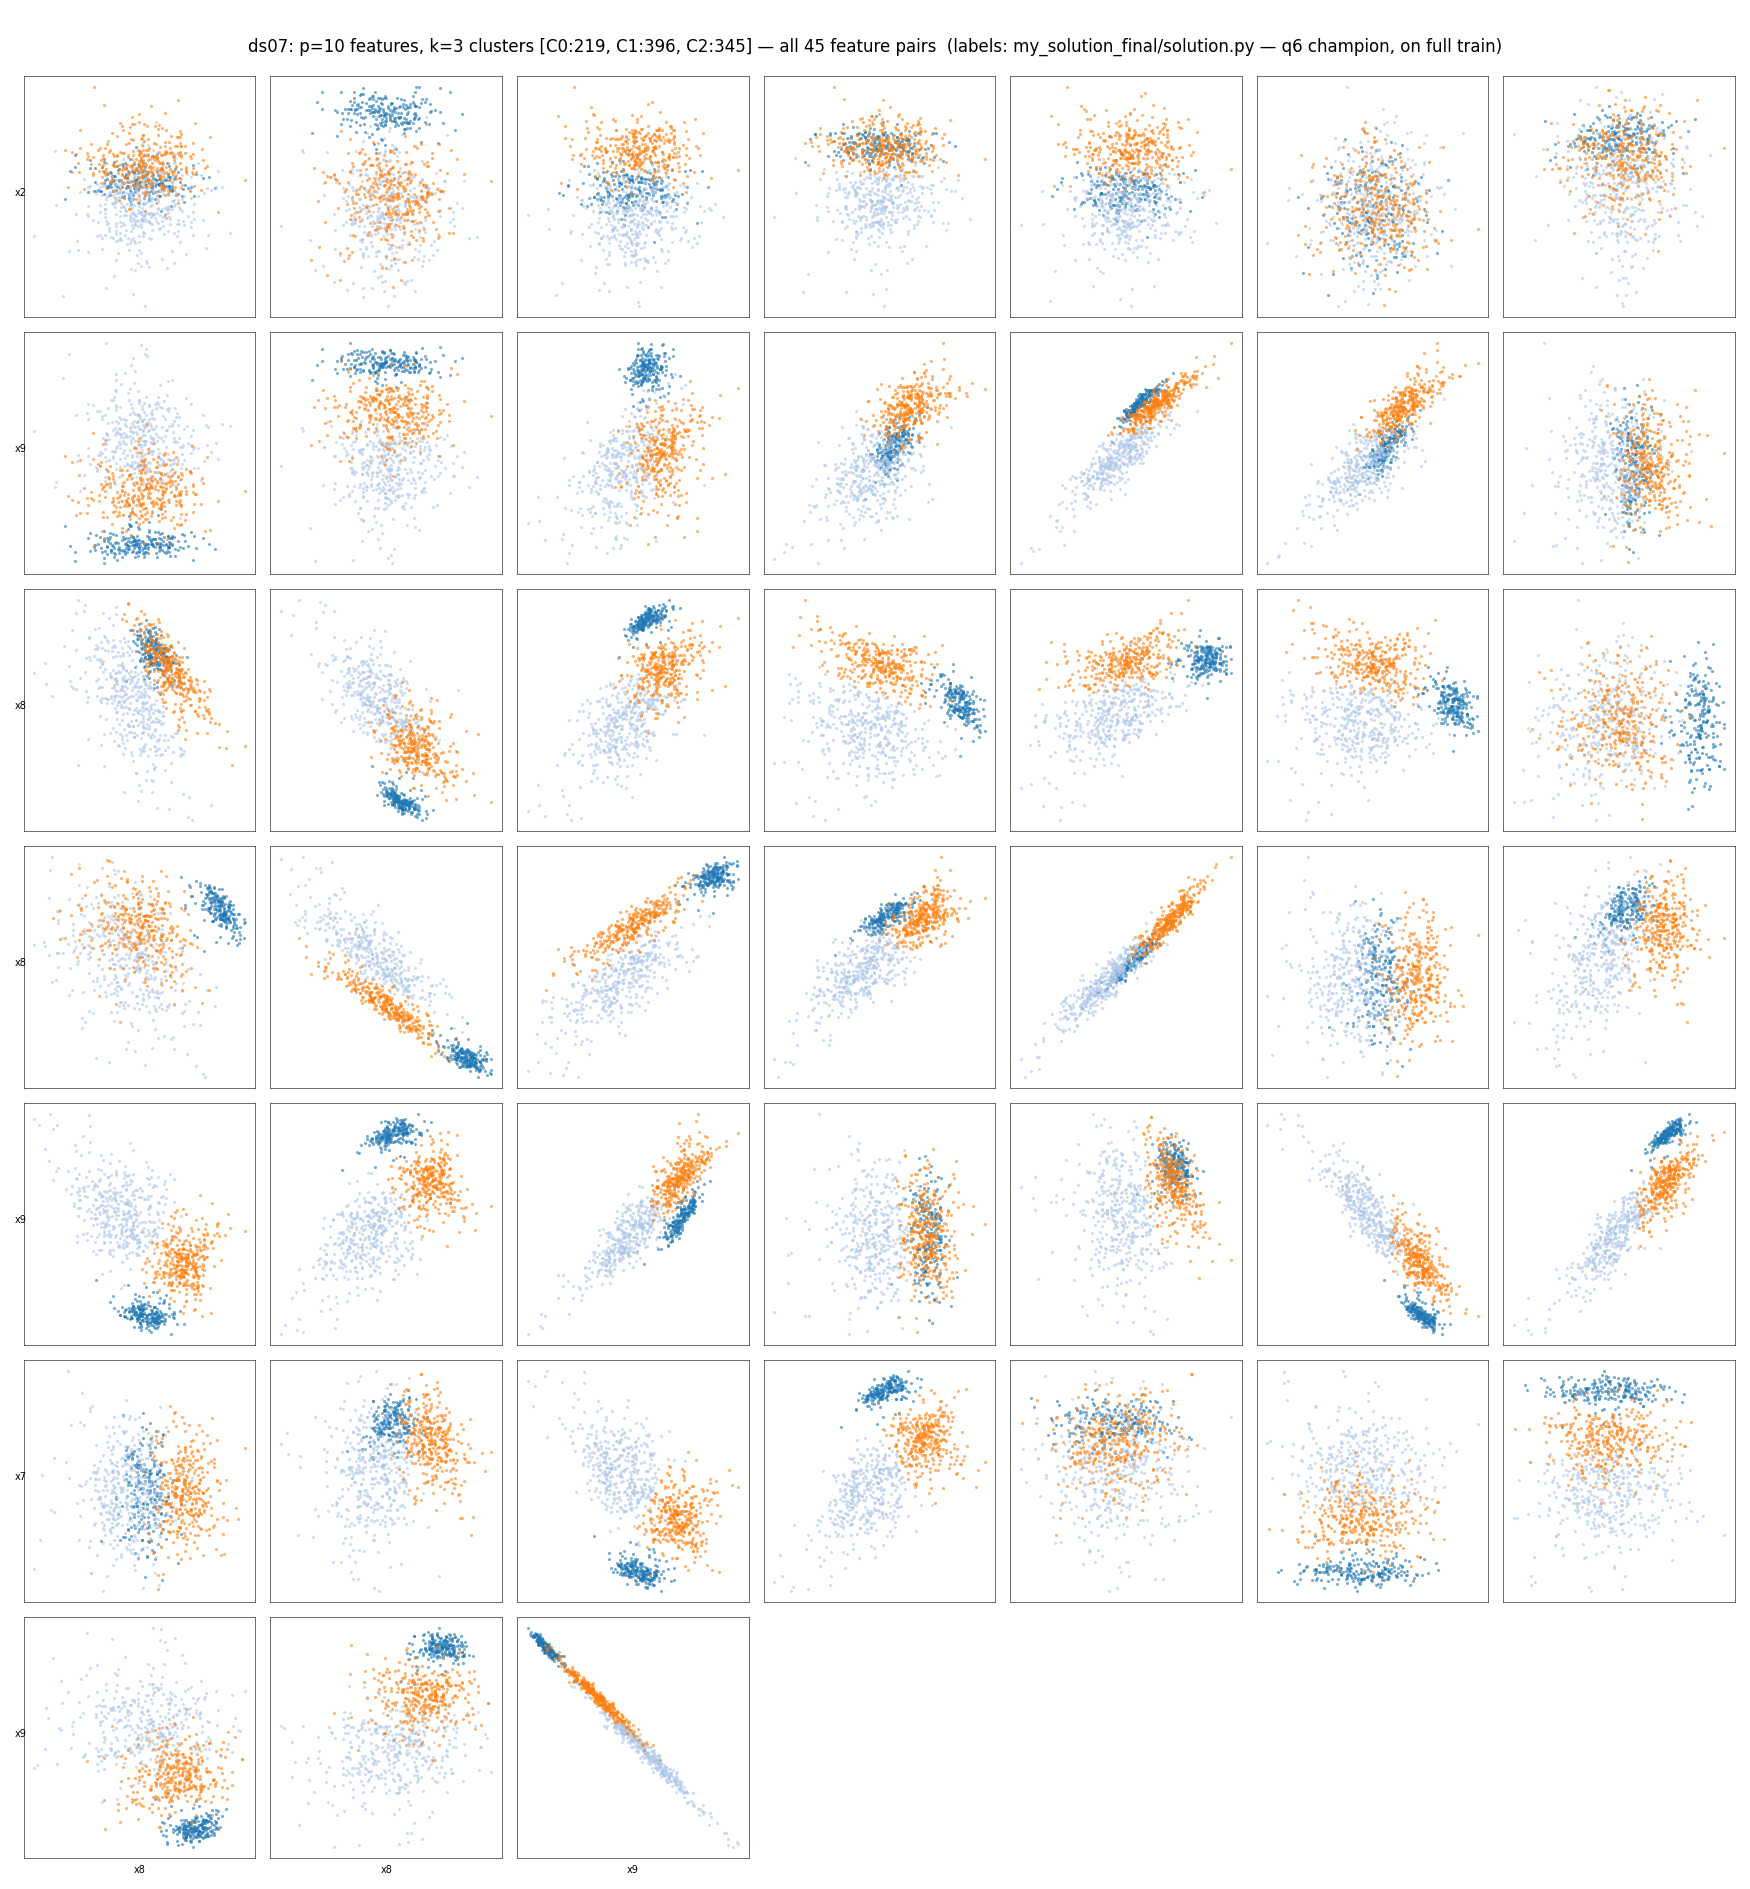 ds07: p=10 features, k=3 clusters [C0:219, C1:396, C2:345] — all 45 feature pairs  (labels: my_solution_final/solution.py — q6 champion, on full train)
x2
x9
x8
x8
x9
x7
x9
x8 x8 x9